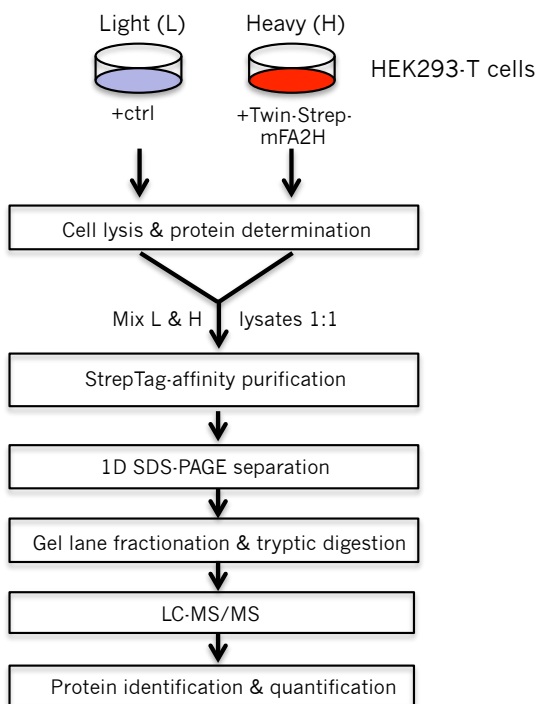 Light (L) Heavy (H)
HEK293-T cells
+ctrl +Twin-Strep-
mFA2H
Cell lysis & protein determination
Mix L & H lysates 1:1
StrepTag-affinity purification
1D SDS-PAGE separation
Gel lane fractionation & tryptic digestion
LC-MS/MS
Protein identification & quantification